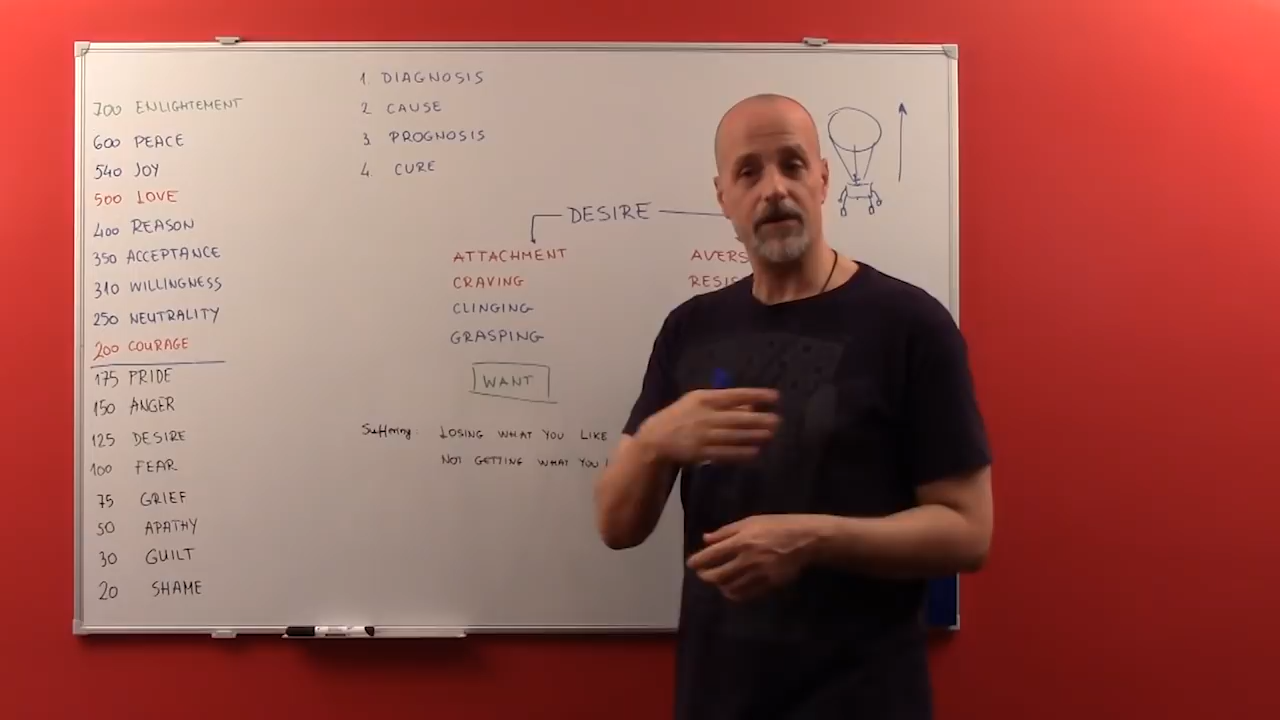 700 ENLIGHTEMENT
600 PEACE
540 JOY
500 LOVE
400 REASON
350 ACCEPTANCE
310 WILLINGNESS
250 NEUTRALITY
200 COURAGE
175 PRIDE
150 ANGER
125 DESIRE
100 FEAR
75 GRIEF
50 APATHY
30 GUILT
20 SHAME
1. DIAGNOSIS
2 CAUSE
3 PROGNOSIS
4. CURE
DESIRE
ATTACHMENT
CRAVING
CLINGING
GRASPING
WANT
AVERS
RESIS
Suffering: LOSING WHAT YOU LIKE
NOT GETTING WHAT YOU